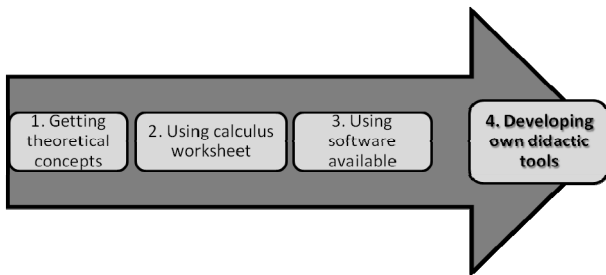 1. Getting
theoretical
concepts
2. Using calculus
worksheet
3. Using
software
available
4. Developing
own didactic
tools